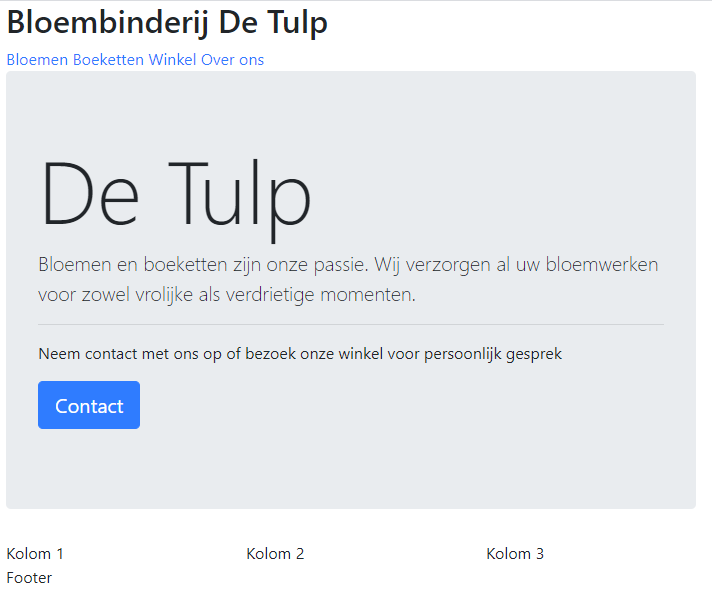 Bloembinderij De Tulp
Bloemen Boeketten Winkel Over ons
De Tulp
Bloemen en boeketten zijn onze passie. Wij verzorgen al uw bloemwerken
voor zowel vrolijke als verdrietige momenten.
Neem contact met ons op of bezoek onze winkel voor persoonlijk gesprek
Contact
Kolom 1 Kolom 2 Kolom 3
Footer